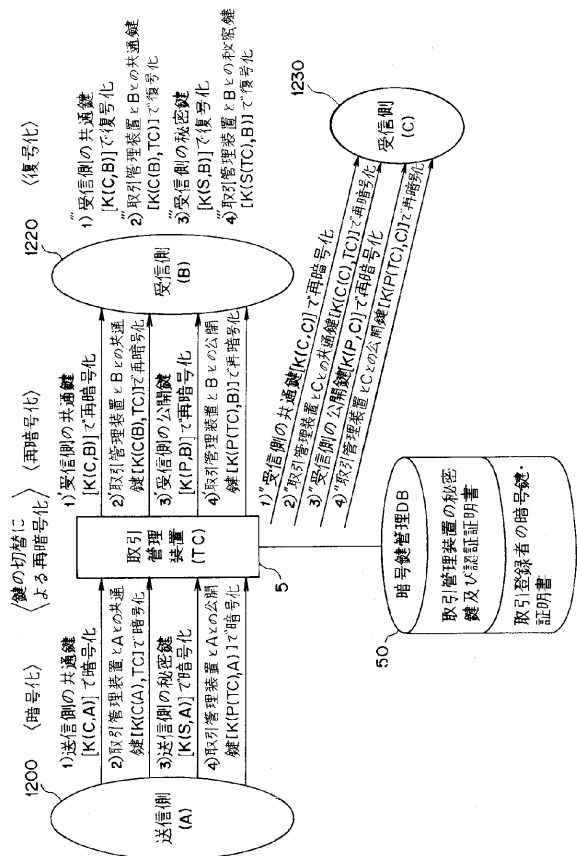 〈暗号化〉
〈鍵の切替に
よる再暗号化〉
〈再暗号化〉
〈復号化〉
1200
送信側
(A)
1)送信側の共通鍵
[K(C,A)]で暗号化
2)取引管理装置とAとの共通
鍵[K(C(A),TC]で暗号化
3)送信側の秘密鍵
[K(S,A)]で暗号化
4)取引管理装置とAとの公開
鍵[K(P(TC),A)]で暗号化
取引
管理
装置
(TC)
5
1)'受信側の共通鍵
[K(C,B)]で再暗号化
2)'取引管理装置とBとの共通
鍵[K(C(B),TC)]で再暗号化
3)'受信側の公開鍵
[K(P,B)]で再暗号化
4)'取引管理装置とBとの公開
鍵[K(P(TC),B)]で再暗号化
1220
受信側
(B)
1)'''受信側の共通鍵
[K(C,B)]で復号化
2)'''取引管理装置とBとの共通鍵
[K(C(B),TC)]で復号化
3)'''受信側の秘密鍵
[K(S,B)]で復号化
4)'''取引管理装置とBとの秘密鍵
[K(S(TC),B)]で復号化
1)''受信側の共通鍵[K(C,C)]で再暗号化
2)''取引管理装置とCとの共通鍵[K(C(C),TC)]で再暗号化
3)''受信側の公開鍵[K(P,C)]で再暗号化
4)''取引管理装置とCとの公開鍵[K(P(TC),C)]で再暗号化
1230
受信側
(C)
50
暗号鍵管理DB
取引管理装置の秘密
鍵及び認証証明書
取引登録者の暗号鍵・
証明書